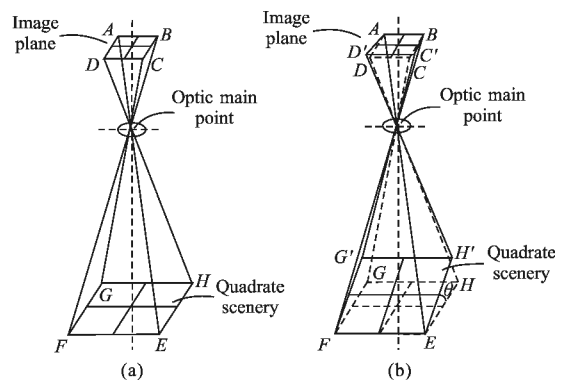 Image
plane
A
B
D
C
Optic main
point
G
H
Quadrate
scenery
F
E
(a)
Image
plane
A
B
D'
C'
D
C
Optic main
point
G'
H'
G
H
θ
Quadrate
scenery
F
E
(b)